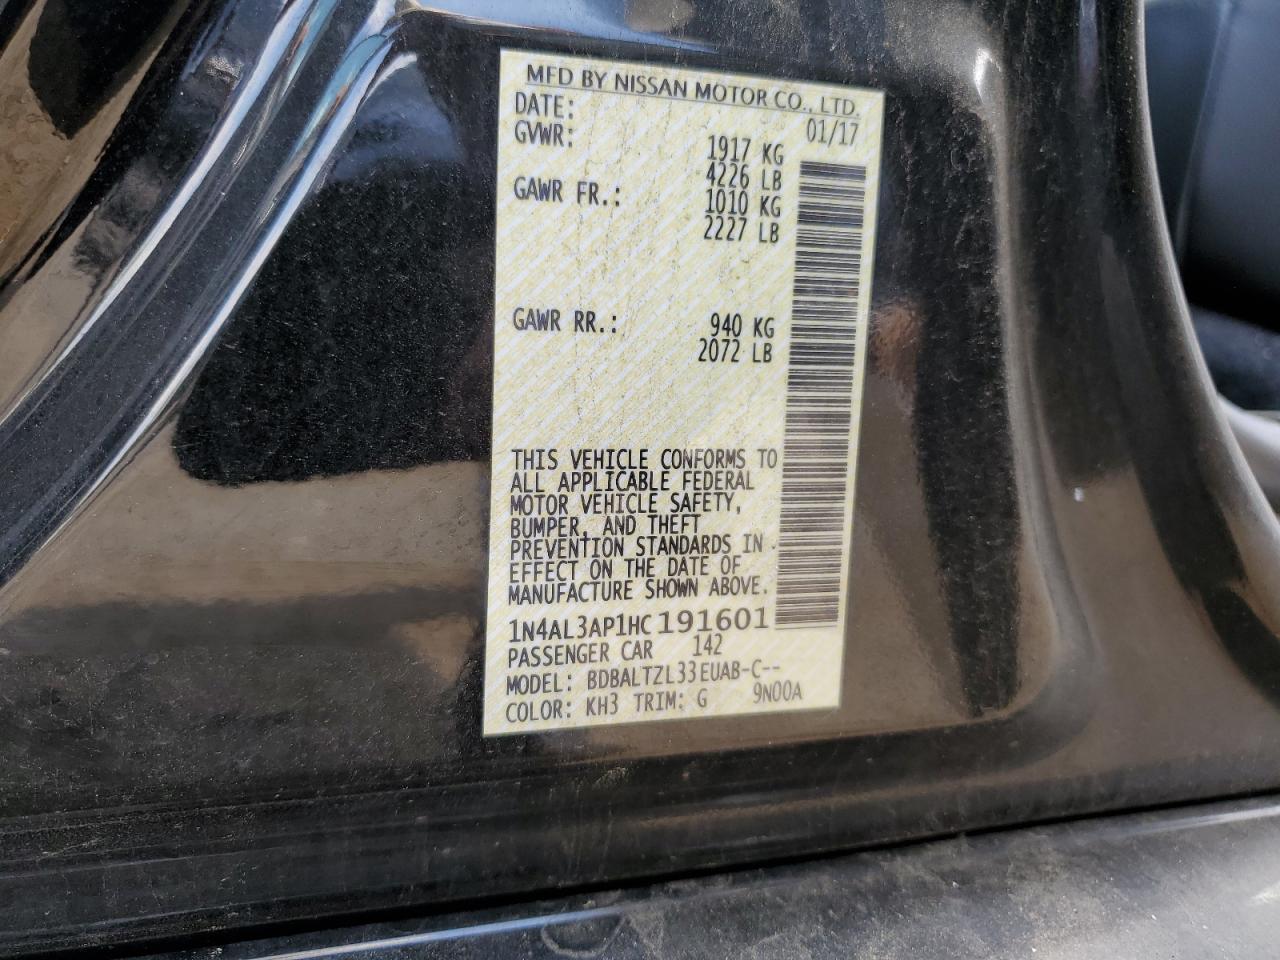 MFD BY NISSAN MOTOR CO., LTD.
DATE: 01/17
GVWR: 1917 KG
4226 LB
GAWR FR.: 1010 KG
2227 LB
GAWR RR.: 940 KG
2072 LB
THIS VEHICLE CONFORMS TO
ALL APPLICABLE FEDERAL
MOTOR VEHICLE SAFETY,
BUMPER, AND THEFT
PREVENTION STANDARDS IN
EFFECT ON THE DATE OF
MANUFACTURE SHOWN ABOVE.
1N4AL3AP1HC191601
PASSENGER CAR 142
MODEL: BDBALTZL33EUAB-C--
COLOR: KH3 TRIM: G 9N00A